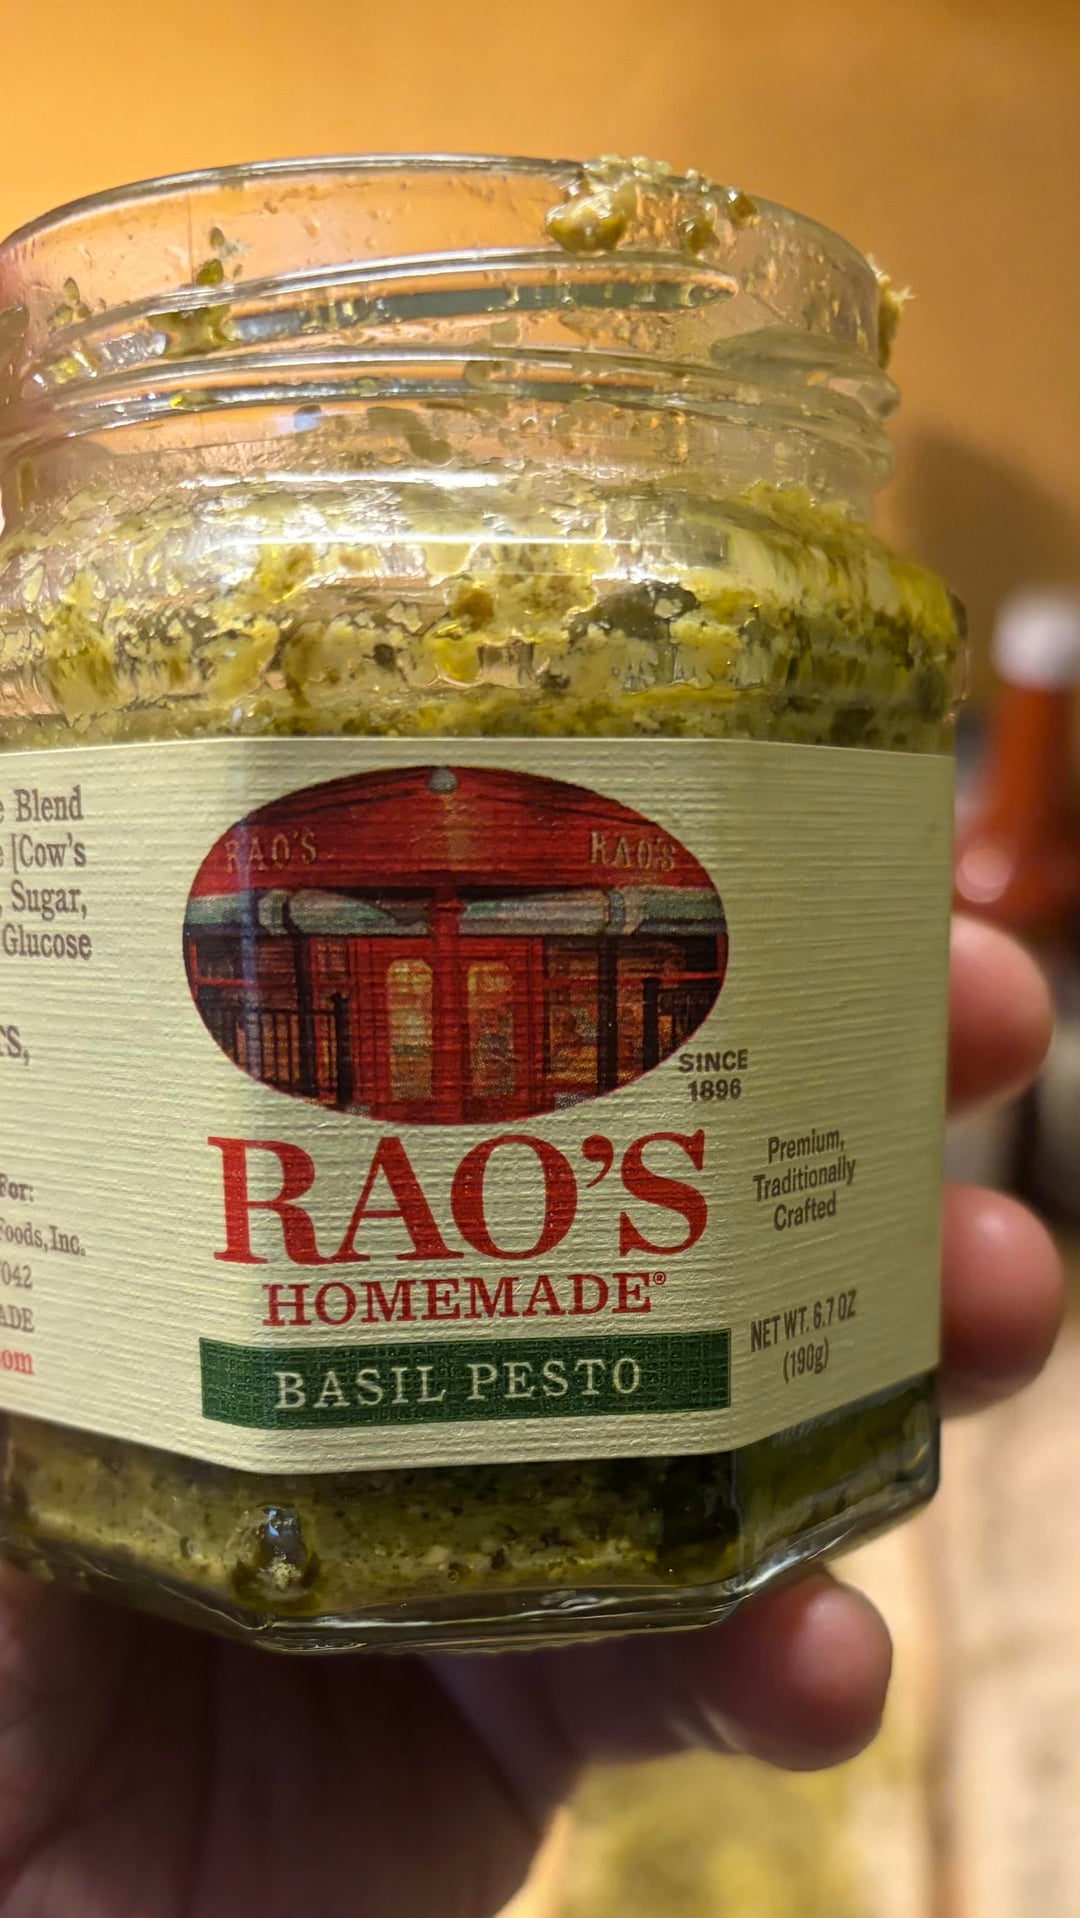 Blend
[Cow's
Sugar,
Glucose
For:
Foods, Inc.
RAO'S RAO'S
SINCE
1896
RAO'S
HOMEMADE®
BASIL PESTO
Premium,
Traditionally
Crafted
NET WT. 6.7 OZ
(190g)